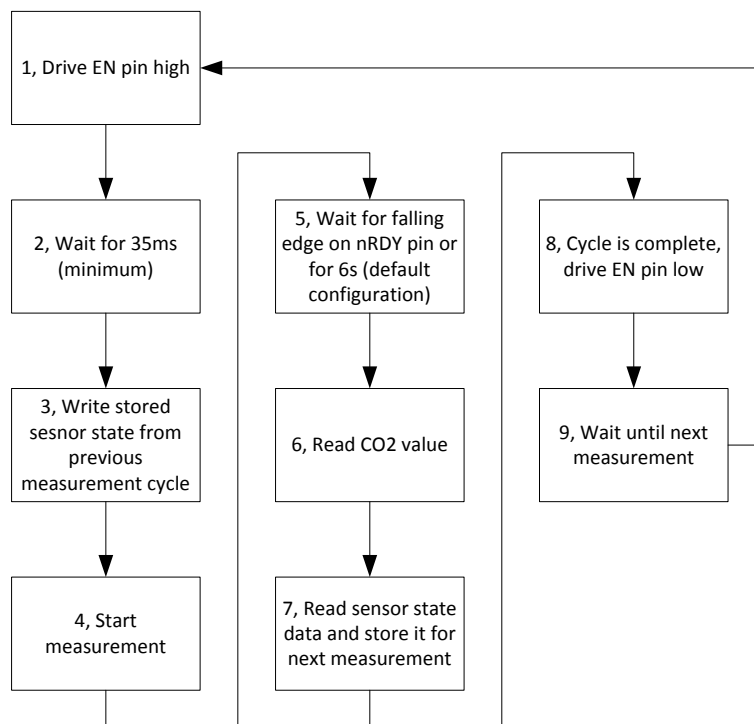 1, Drive EN pin high
2, Wait for 35ms
(minimum)
3, Write stored
sesnor state from
previous
measurement cycle
4, Start
measurement
5, Wait for falling
edge on nRDY pin or
for 6s (default
configuration)
6, Read CO2 value
7, Read sensor state
data and store it for
next measurement
8, Cycle is complete,
drive EN pin low
9, Wait until next
measurement